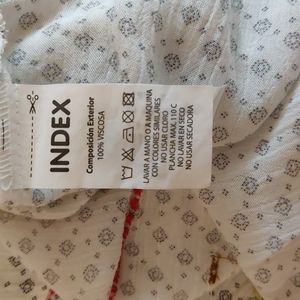 INDEX
Composición Exterior
100% VISCOSA
LAVAR A MANO O A MAQUINA
CON COLORES SIMILARES
NO USAR CLORO
PLANCHA MAX. 110 C
NO LAVAR EN SECO
NO USAR SECADORA